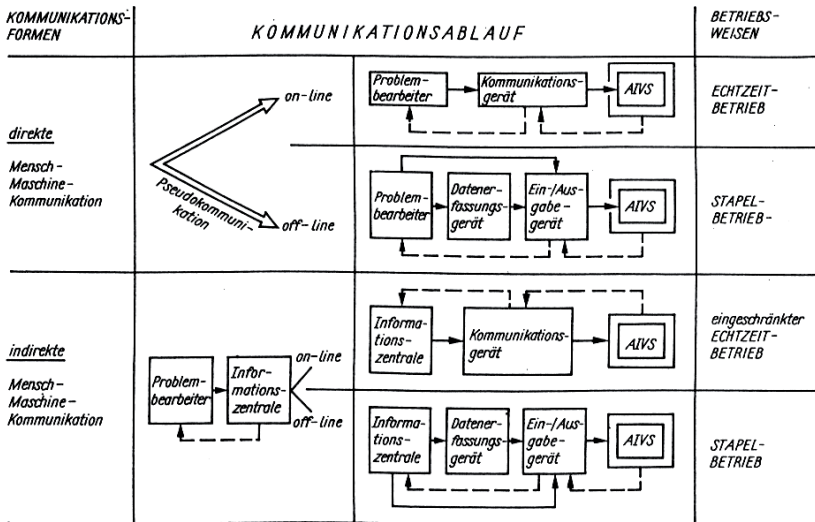 KOMMUNIKATIONS-
FORMEN
KOMMUNIKATIONSABLAUF
BETRIEBS-
WEISEN
direkte
Mensch-
Maschine-
Kommunikation
Pseudokommuni-
kation
on-line
off-line
Problem-
bearbeiter
Kommunikations-
gerät
AIVS
ECHTZEIT-
BETRIEB
Problem-
bearbeiter
Datener-
fassungs-
gerät
Ein-/Aus-
gabe-
gerät
AIVS
STAPEL-
BETRIEB-
indirekte
Mensch-
Maschine-
Kommunikation
Problem-
bearbeiter
Infor-
mations-
zentrale
on-line
off-line
Informa-
tions-
zentrale
Kommunikations-
gerät
AIVS
eingeschränkter
ECHTZEIT-
BETRIEB
Informa-
tions-
zentrale
Datener-
fassungs-
gerät
Ein-/Aus-
gabe-
gerät
AIVS
STAPEL-
BETRIEB